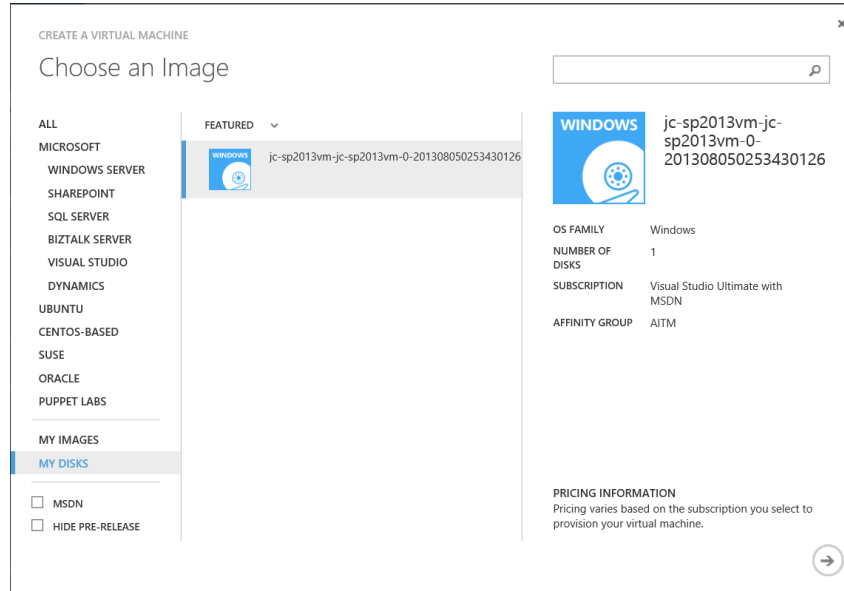 CREATE A VIRTUAL MACHINE
Choose an Image
ALL
MICROSOFT
WINDOWS SERVER
SHAREPOINT
SQL SERVER
BIZTALK SERVER
VISUAL STUDIO
DYNAMICS
UBUNTU
CENTOS-BASED
SUSE
ORACLE
PUPPET LABS
MY IMAGES
MY DISKS
MSDN
HIDE PRE-RELEASE
FEATURED
WINDOWS
jc-sp2013vm-jc-sp2013vm-0-201308050253430126
WINDOWS
jc-sp2013vm-jc-
sp2013vm-0-
201308050253430126
OS FAMILY Windows
NUMBER OF 1
DISKS
SUBSCRIPTION Visual Studio Ultimate with
MSDN
AFFINITY GROUP AITM
PRICING INFORMATION
Pricing varies based on the subscription you select to
provision your virtual machine.